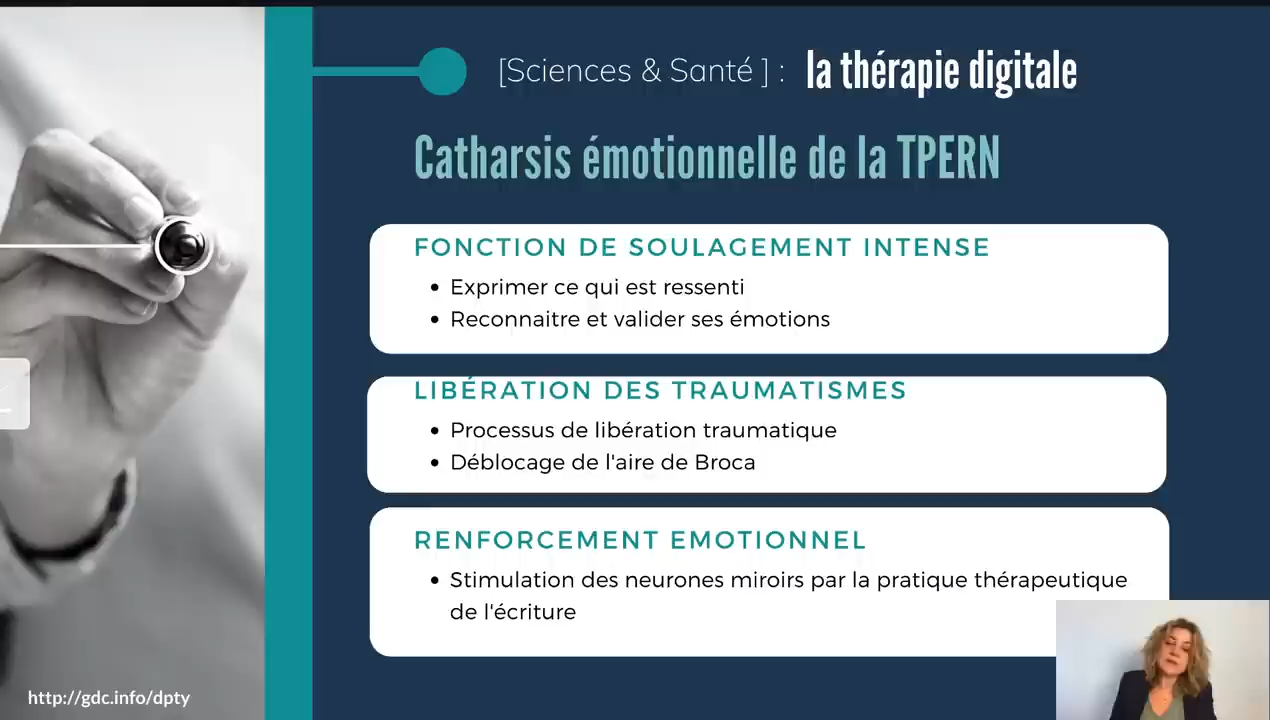 [Sciences & Santé ] : la thérapie digitale
Catharsis émotionnelle de la TPERN
FONCTION DE SOULAGEMENT INTENSE
• Exprimer ce qui est ressenti
• Reconnaitre et valider ses émotions
LIBÉRATION DES TRAUMATISMES
• Processus de libération traumatique
• Déblocage de l'aire de Broca
RENFORCEMENT EMOTIONNEL
• Stimulation des neurones miroirs par la pratique thérapeutique
de l'écriture
http://gdc.info/dpty